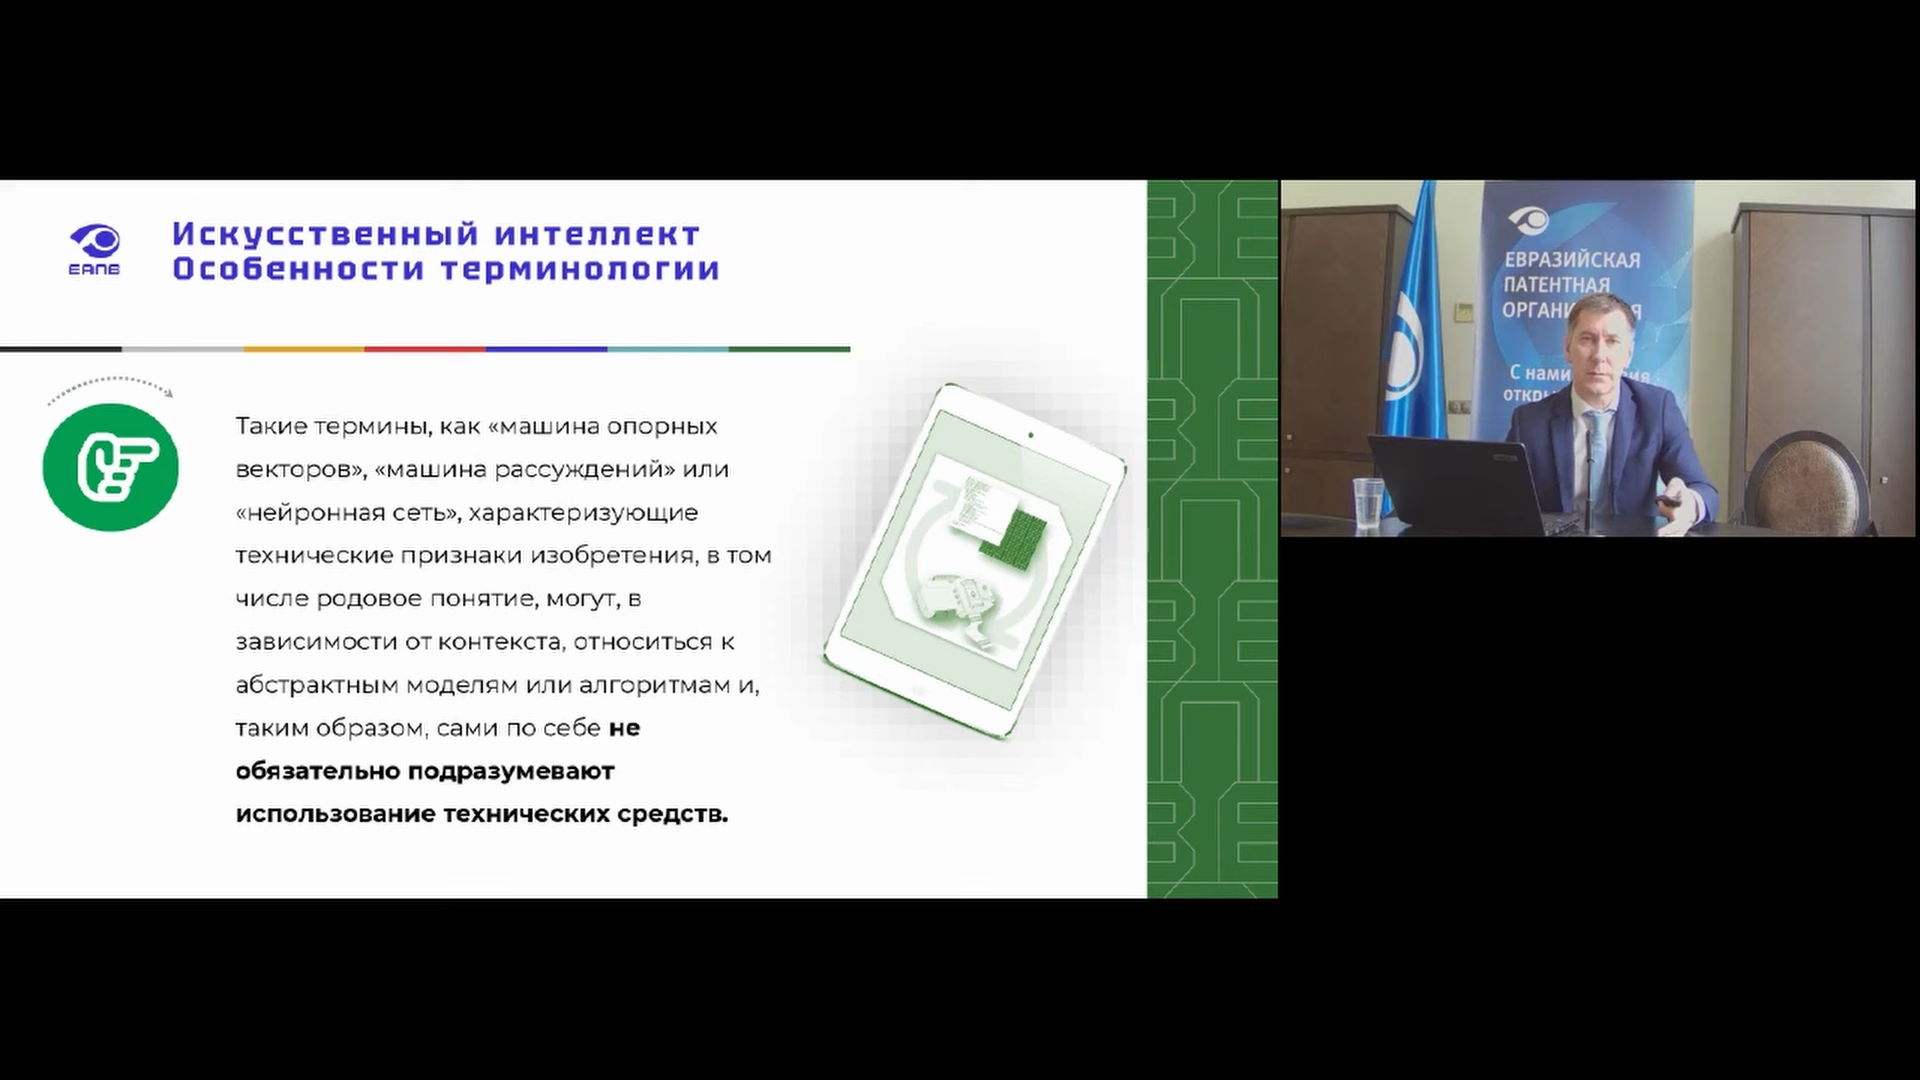 ЕАПВ
Искусственный интеллект
Особенности терминологии
Такие термины, как «машина опорных
векторов», «машина рассуждений» или
«нейронная сеть», характеризующие
технические признаки изобретения, в том
числе родовое понятие, могут, в
зависимости от контекста, относиться к
абстрактным моделям или алгоритмам и,
таким образом, сами по себе не
обязательно подразумевают
использование технических средств.
ЕВРАЗИЙСКАЯ
ПАТЕНТНАЯ
С нами